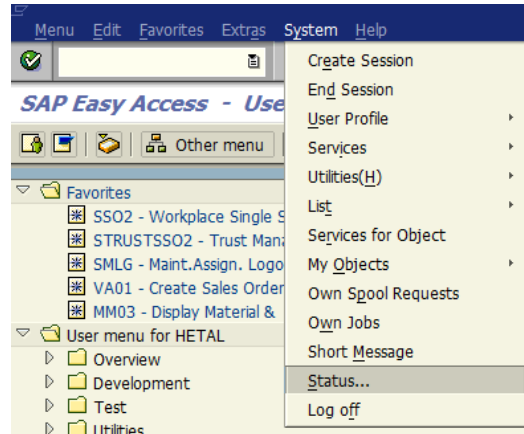 Menu Edit Favorites Extras System Help
SAP Easy Access - Use
Other menu
Favorites
SSO2 - Workplace Single S
STRUSTSSO2 - Trust Mana
SMLG - Maint.Assign. Logo
VA01 - Create Sales Order
MM03 - Display Material &
User menu for HETAL
Overview
Development
Test
Utilities
Create Session
End Session
User Profile
Services
Utilities(H)
List
Services for Object
My Objects
Own Spool Requests
Own Jobs
Short Message
Status...
Log off